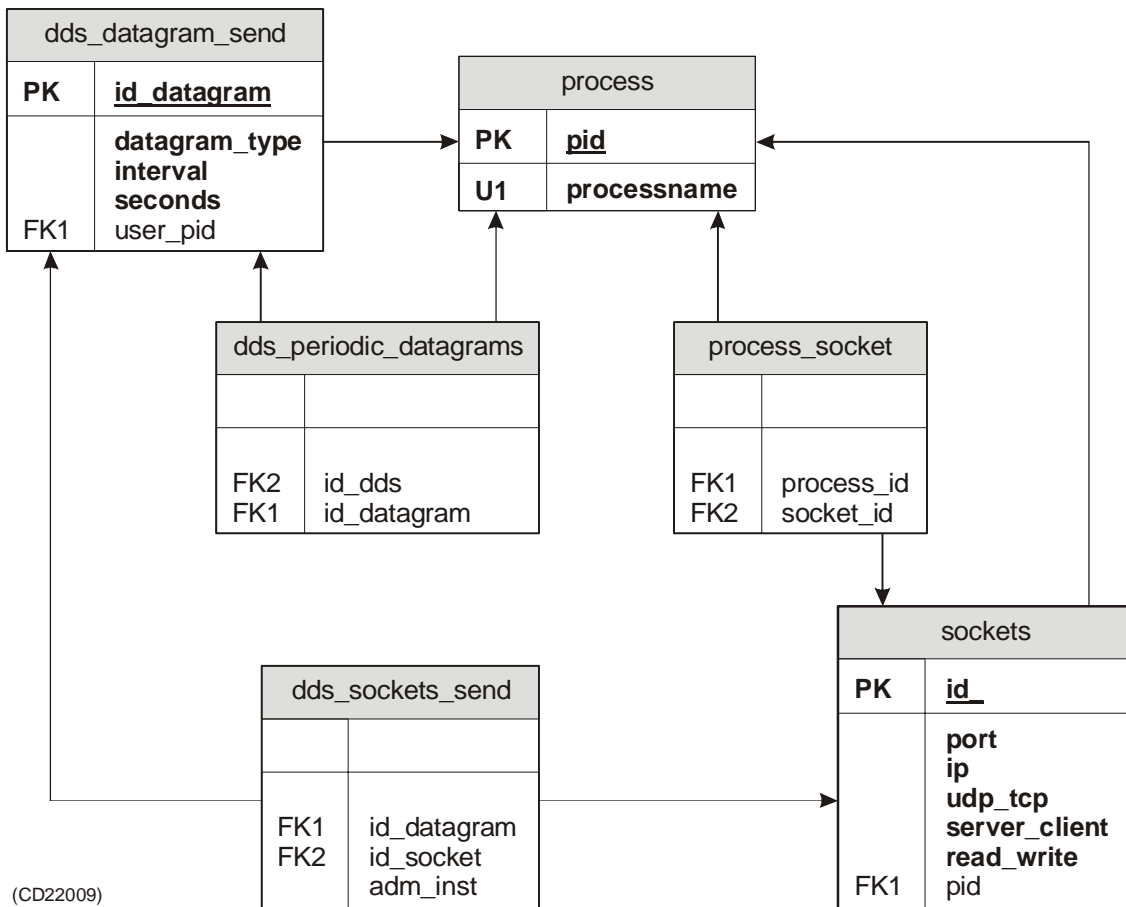 dds_datagram_send
PK id_datagram
datagram_type
interval
seconds
FK1 user_pid
process
PK pid
U1 processname
dds_periodic_datagrams
FK2 id_dds
FK1 id_datagram
process_socket
FK1 process_id
FK2 socket_id
dds_sockets_send
FK1 id_datagram
FK2 id_socket
adm_inst
sockets
PK id_
port
ip
udp_tcp
server_client
read_write
FK1 pid
(CD22009)